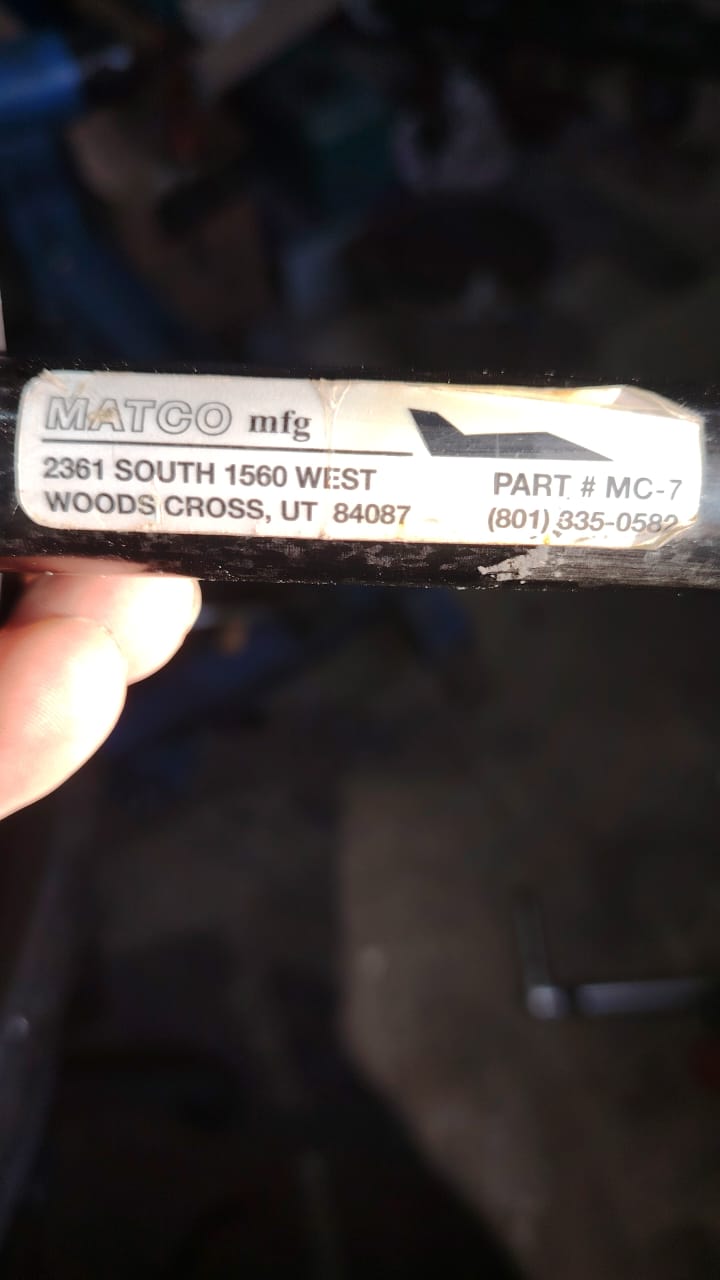 MATCO mfg
2361 SOUTH 1560 WEST
WOODS CROSS, UT 84087
PART # MC-7
(801) 335-0582